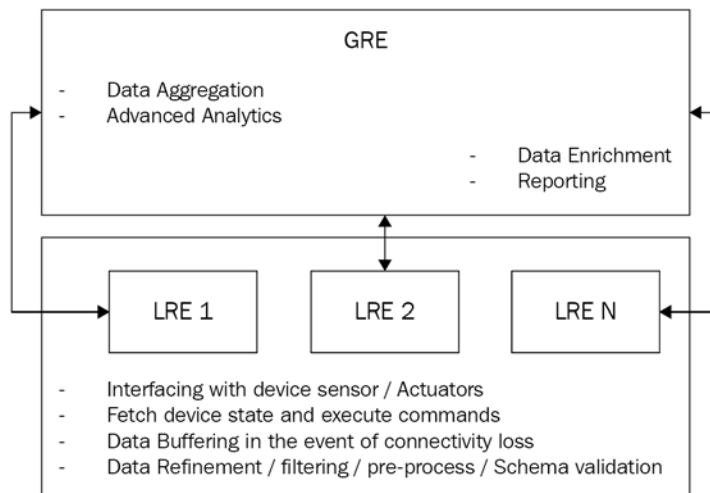 GRE
- Data Aggregation
- Advanced Analytics
- Data Enrichment
- Reporting
LRE 1
LRE 2
LRE N
- Interfacing with device sensor / Actuators
- Fetch device state and execute commands
- Data Buffering in the event of connectivity loss
- Data Refinement / filtering / pre-process / Schema validation